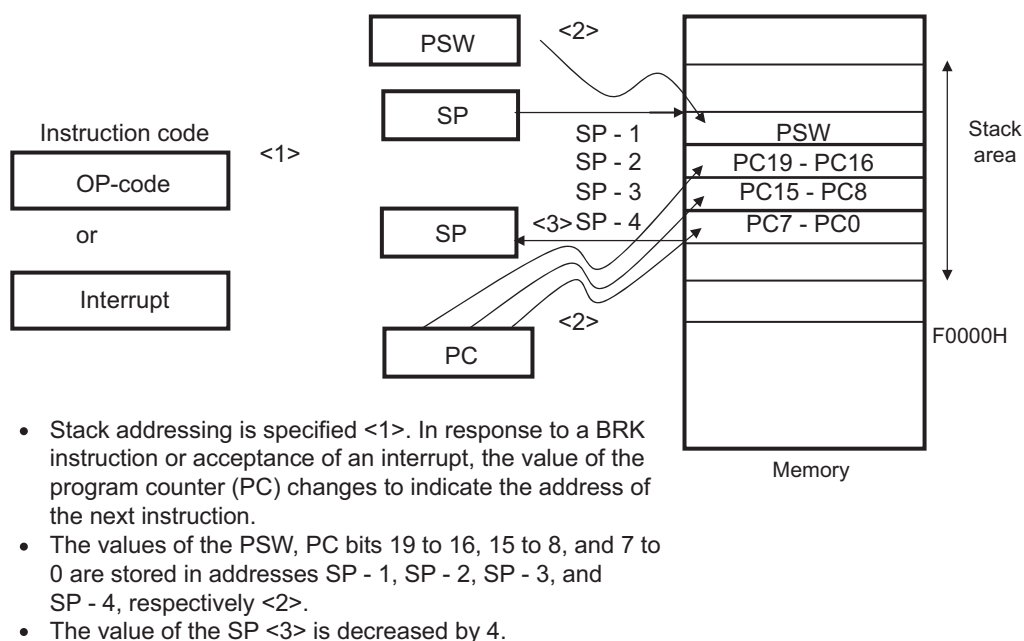 PSW
<2>
SP
Instruction code
<1>
OP-code
or
Interrupt
SP - 1
SP - 2
SP - 3
<3> SP - 4
SP
<2>
PC
PSW
PC19 - PC16
PC15 - PC8
PC7 - PC0
Stack
area
F0000H
Memory
• Stack addressing is specified <1>. In response to a BRK
instruction or acceptance of an interrupt, the value of the
program counter (PC) changes to indicate the address of
the next instruction.
• The values of the PSW, PC bits 19 to 16, 15 to 8, and 7 to
0 are stored in addresses SP - 1, SP - 2, SP - 3, and
SP - 4, respectively <2>.
• The value of the SP <3> is decreased by 4.